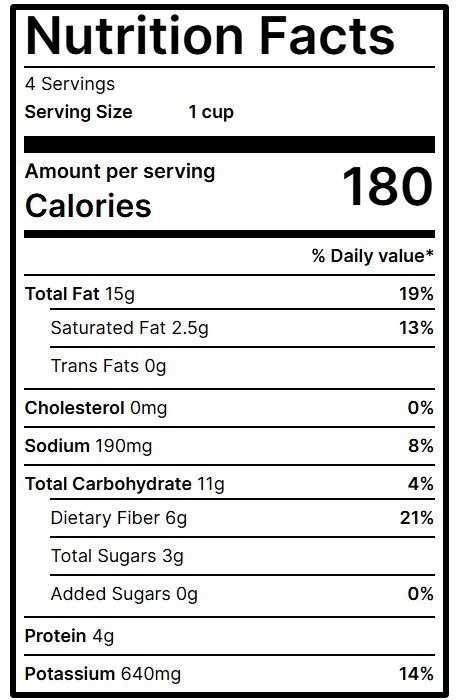 Nutrition Facts
4 Servings
Serving Size 1 cup
Amount per serving
Calories 180
% Daily value*
Total Fat 15g 19%
Saturated Fat 2.5g 13%
Trans Fats 0g
Cholesterol 0mg 0%
Sodium 190mg 8%
Total Carbohydrate 11g 4%
Dietary Fiber 6g 21%
Total Sugars 3g
Added Sugars 0g 0%
Protein 4g
Potassium 640mg 14%